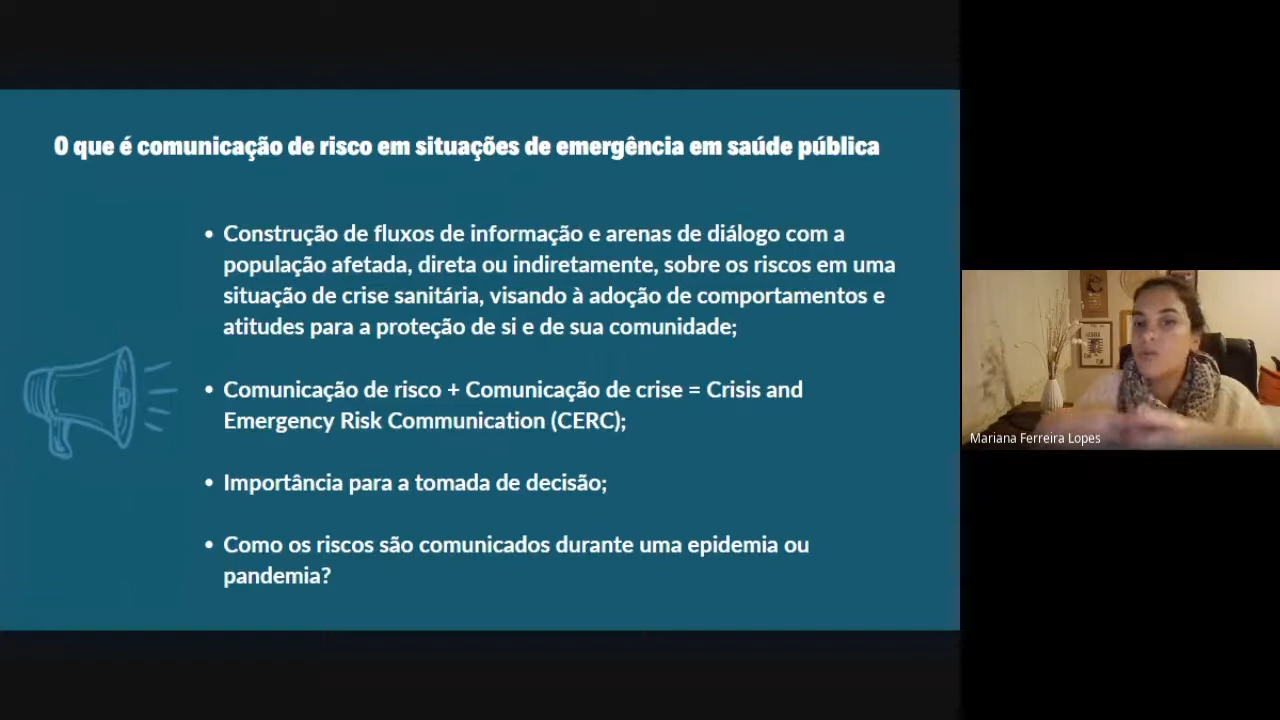 O que é comunicação de risco em situações de emergência em saúde pública
• Construção de fluxos de informação e arenas de diálogo com a
população afetada, direta ou indiretamente, sobre os riscos em uma
situação de crise sanitária, visando à adoção de comportamentos e
atitudes para a proteção de si e de sua comunidade;
• Comunicação de risco + Comunicação de crise = Crisis and
Emergency Risk Communication (CERC);
• Importância para a tomada de decisão;
• Como os riscos são comunicados durante uma epidemia ou
pandemia?
Mariana Ferreira Lopes